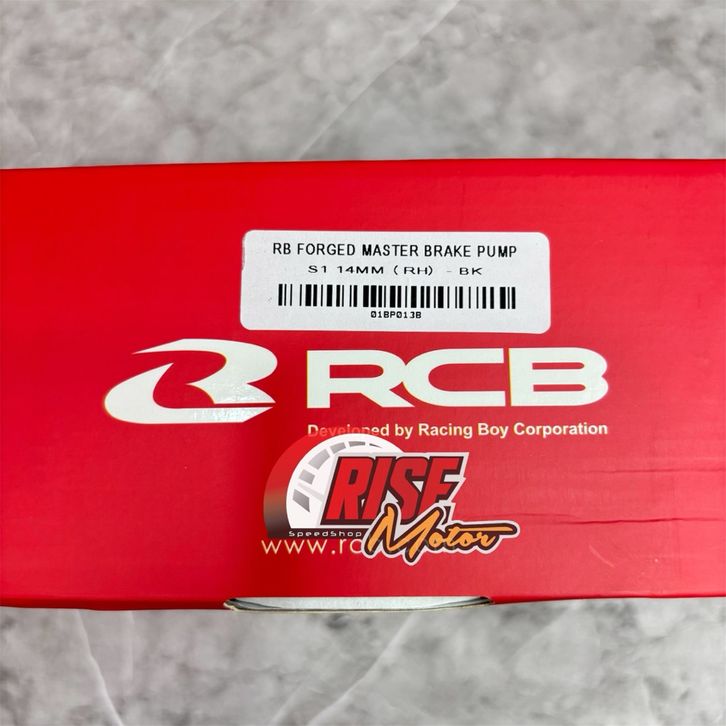 RB FORGED MASTER BRAKE PUMP
S1 14MM (RH) - BK
01BP013B
RCB
Developed by Racing Boy Corporation
RISE
SpeedShop
Motor